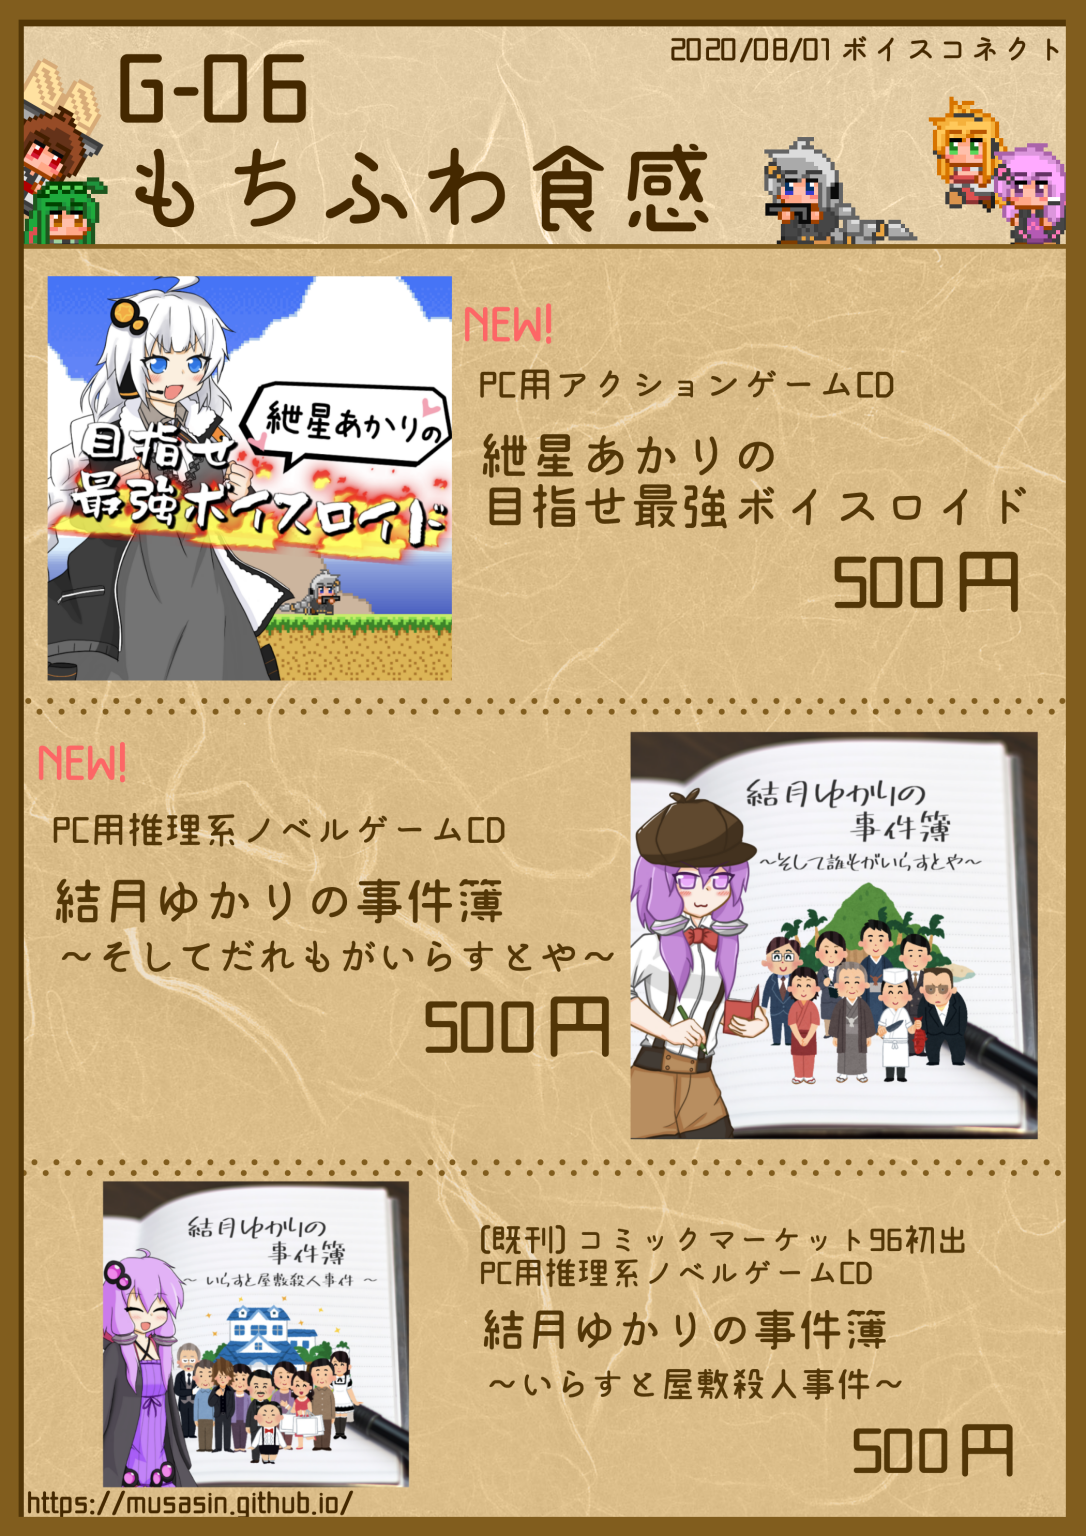 2020/08/01 ボイスコネクト
G-06
もちふわ食感
紲星あかりの
目指せ
最強ボイスロイド
NEW!
PC用アクションゲームCD
紲星あかりの
目指せ最強ボイスロイド
500円
NEW!
PC用推理系ノベルゲームCD
結月ゆかりの事件簿
～そしてだれもがいらすとや～
500円
結月ゆかりの
事件簿
～そして誰もがいらすとや～
結月ゆかりの
事件簿
～ いらすと屋敷殺人事件 ～
(既刊) コミックマーケット96初出
PC用推理系ノベルゲームCD
結月ゆかりの事件簿
～いらすと屋敷殺人事件～
500円
https://musasin.github.io/